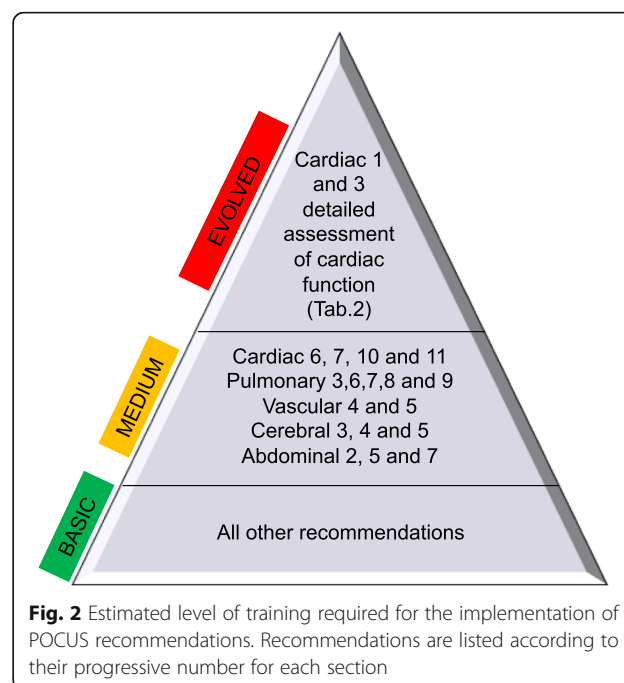 EVOLVED
Cardiac 1
and 3
detailed
assessment
of cardiac
function
(Tab.2)
MEDIUM
Cardiac 6, 7, 10 and 11
Pulmonary 3,6,7,8 and 9
Vascular 4 and 5
Cerebral 3, 4 and 5
Abdominal 2, 5 and 7
BASIC
All other recommendations
Fig. 2 Estimated level of training required for the implementation of
POCUS recommendations. Recommendations are listed according to
their progressive number for each section